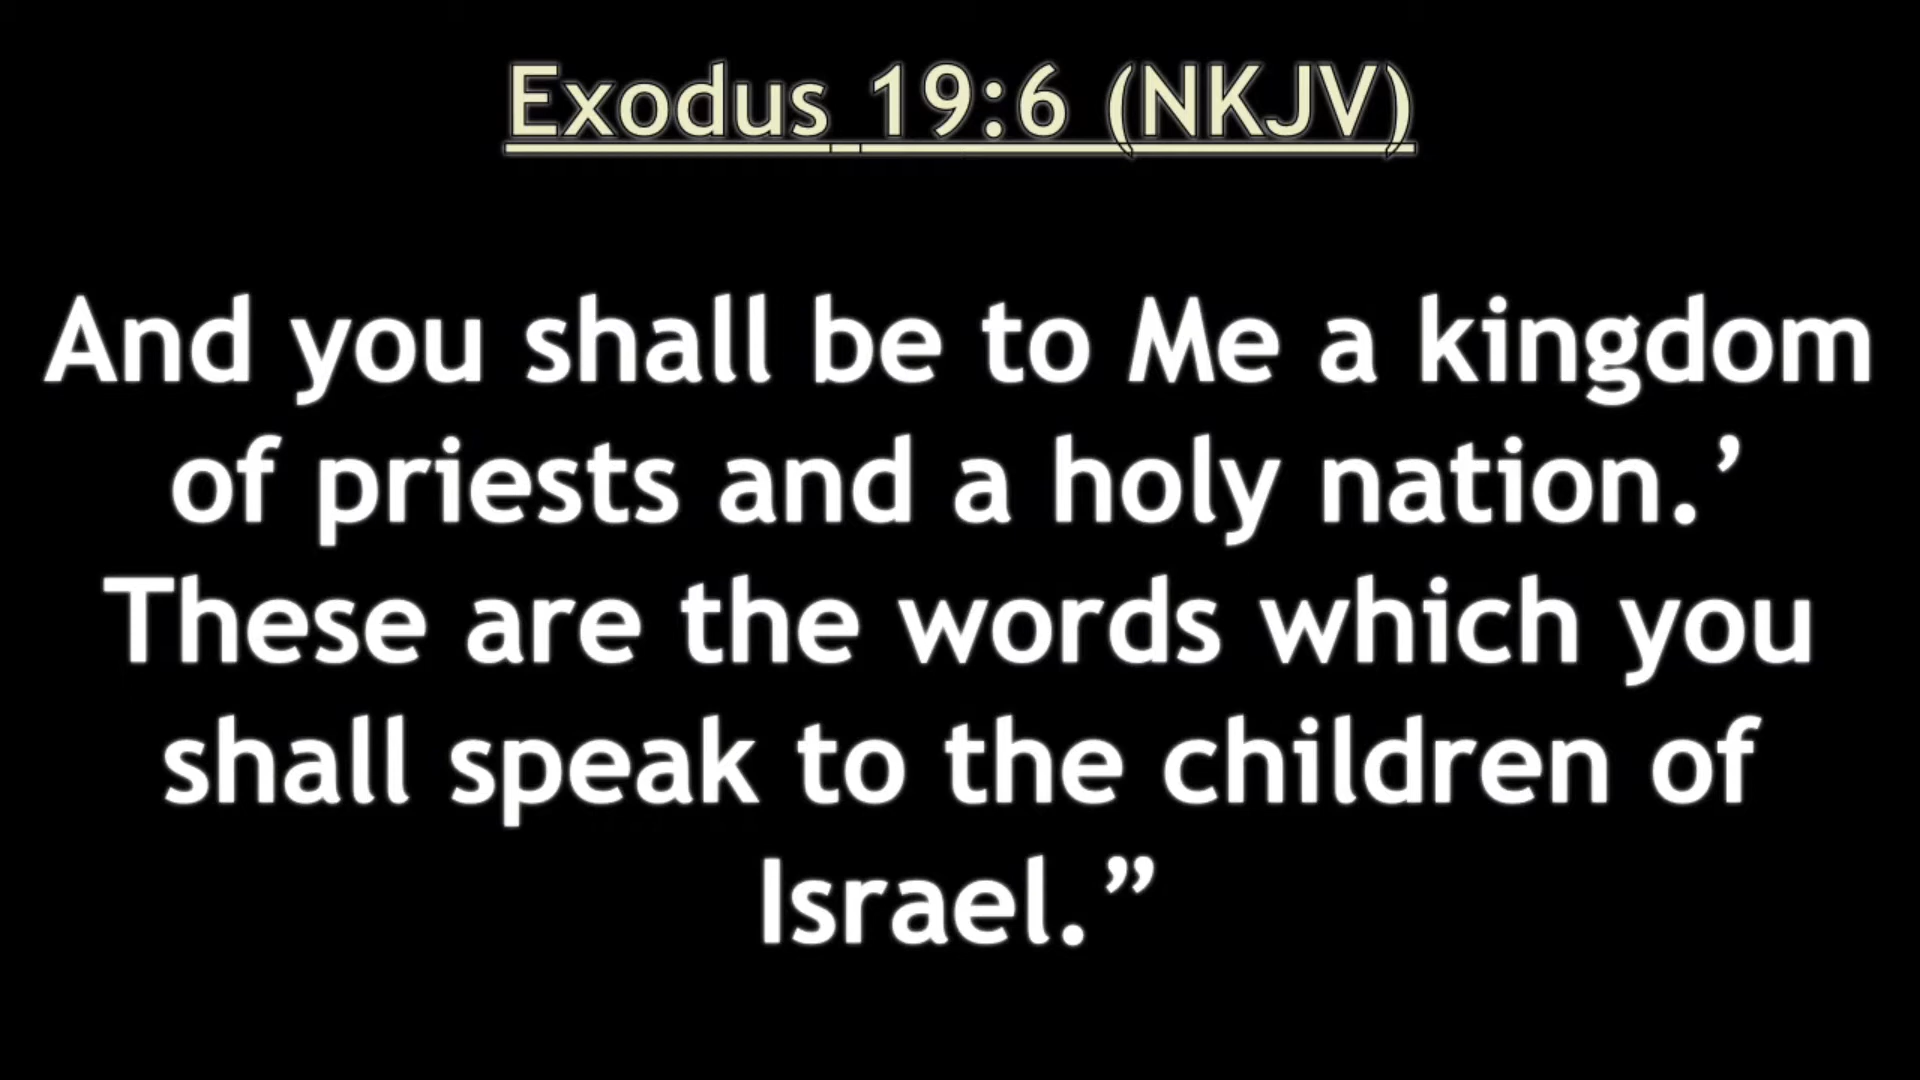 Exodus 19:6 (NKJV)
And you shall be to Me a kingdom
of priests and a holy nation.’
These are the words which you
shall speak to the children of
Israel.”